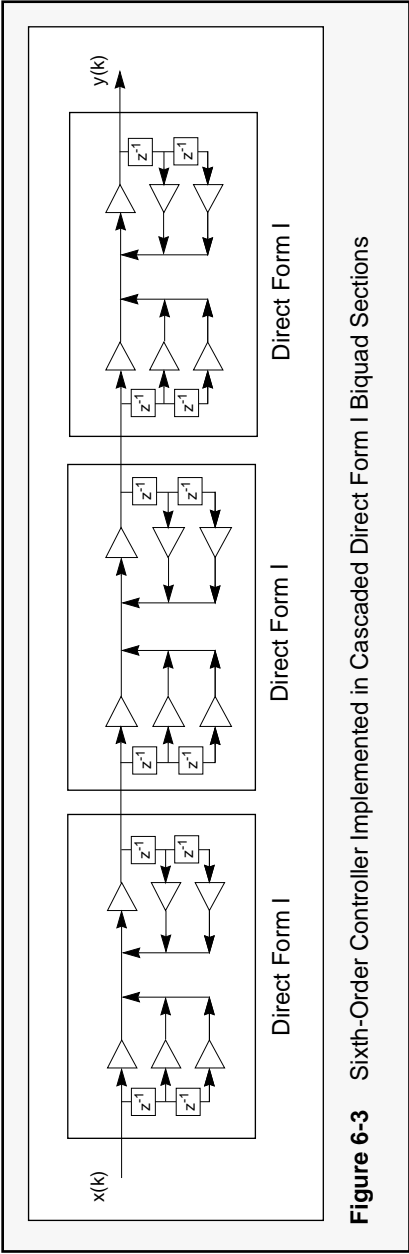 x(k)
z-1
z-1
z-1
z-1
Direct Form I
z-1
z-1
z-1
z-1
Direct Form I
z-1
z-1
z-1
z-1
Direct Form I
y(k)
Figure 6-3 Sixth-Order Controller Implemented in Cascaded Direct Form I Biquad Sections